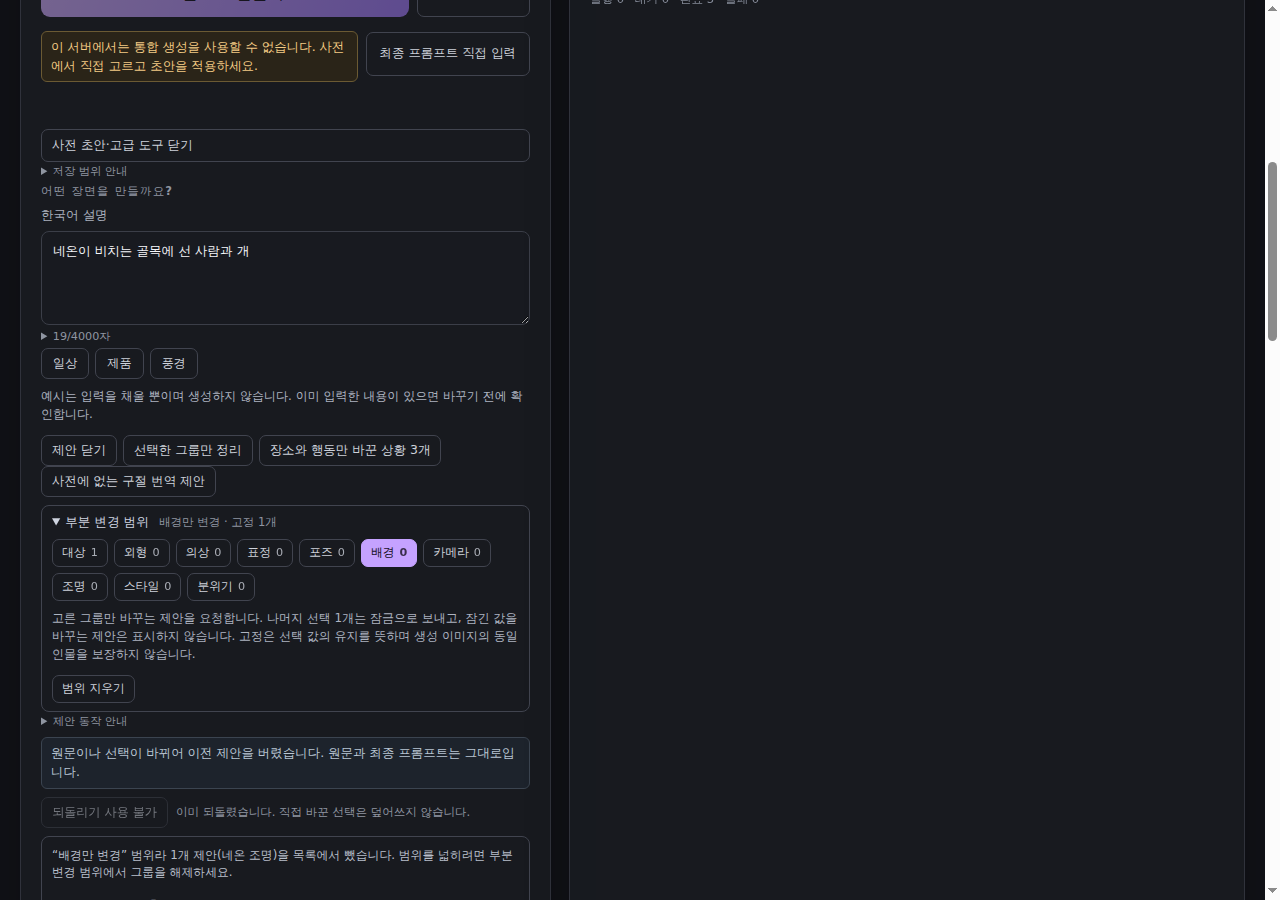 이 서버에서는 통합 생성을 사용할 수 없습니다. 사전
에서 직접 고르고 초안을 적용하세요.
최종 프롬프트 직접 입력
사전 초안·고급 도구 닫기
▶ 저장 범위 안내
어떤 장면을 만들까요?
한국어 설명
네온이 비치는 골목에 선 사람과 개
▶ 19/4000자
일상 제품 풍경
예시는 입력을 채울 뿐이며 생성하지 않습니다. 이미 입력한 내용이 있으면 바꾸기 전에 확
인합니다.
제안 닫기 선택한 그룹만 정리 장소와 행동만 바꾼 상황 3개
사전에 없는 구절 번역 제안
▼ 부분 변경 범위 배경만 변경 · 고정 1개
대상 1 외형 0 의상 0 표정 0 포즈 0 배경 0 카메라 0
조명 0 스타일 0 분위기 0
고른 그룹만 바꾸는 제안을 요청합니다. 나머지 선택 1개는 잠금으로 보내고, 잠긴 값을
바꾸는 제안은 표시하지 않습니다. 고정은 선택 값의 유지를 뜻하며 생성 이미지의 동일
인물을 보장하지 않습니다.
범위 지우기
▶ 제안 동작 안내
원문이나 선택이 바뀌어 이전 제안을 버렸습니다. 원문과 최종 프롬프트는 그대로입
니다.
되돌리기 사용 불가 이미 되돌렸습니다. 직접 바꾼 선택은 덮어쓰지 않습니다.
“배경만 변경” 범위라 1개 제안(네온 조명)을 목록에서 뺐습니다. 범위를 넓히려면 부분
변경 범위에서 그룹을 해제하세요.